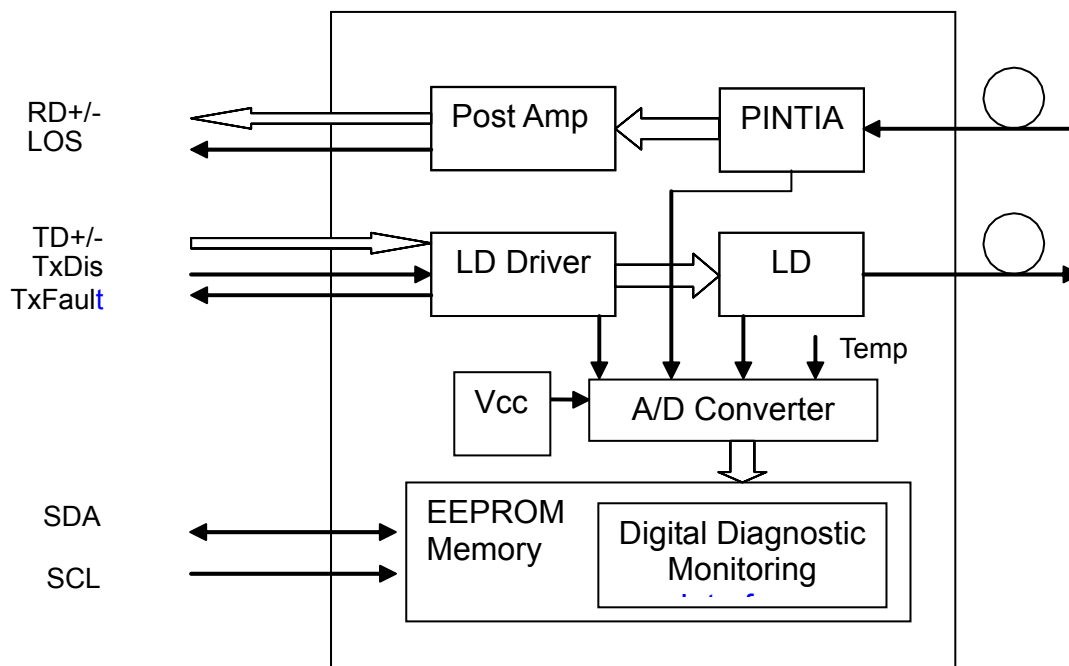 RD+/-
LOS
Post Amp
PINTIA
TD+/-
TxDis
TxFault
LD Driver
LD
Temp
Vcc
A/D Converter
SDA
SCL
EEPROM
Memory
Digital Diagnostic
Monitoring